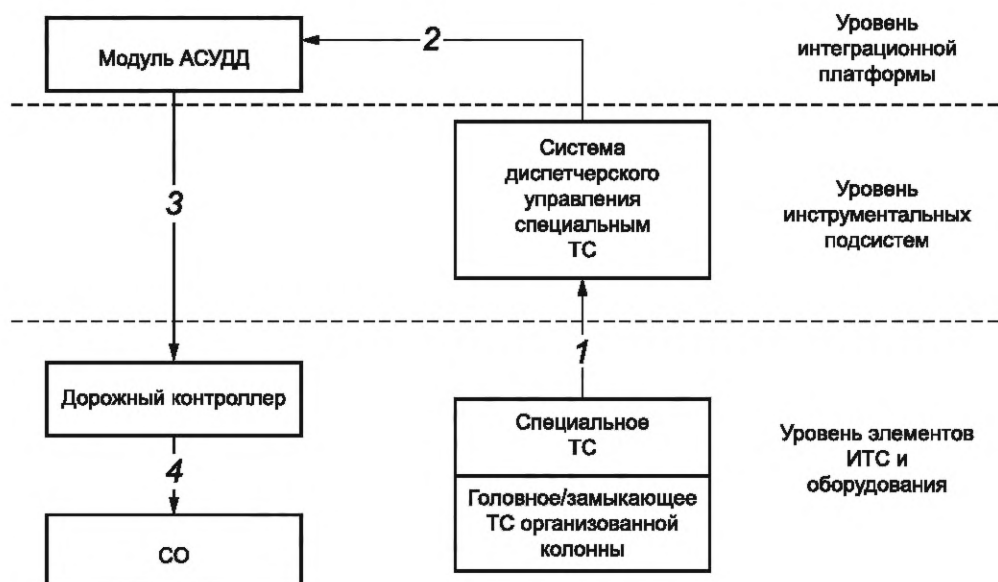 Модуль АСУДД
2
Уровень
интеграционной
платформы
3
Система
диспетчерского
управления
специальным
ТС
Уровень
инструментальных
подсистем
1
Дорожный контроллер
4
СО
Специальное
ТС
Головное/замыкающее
ТС организованной
колонны
Уровень элементов
ИТС и
оборудования